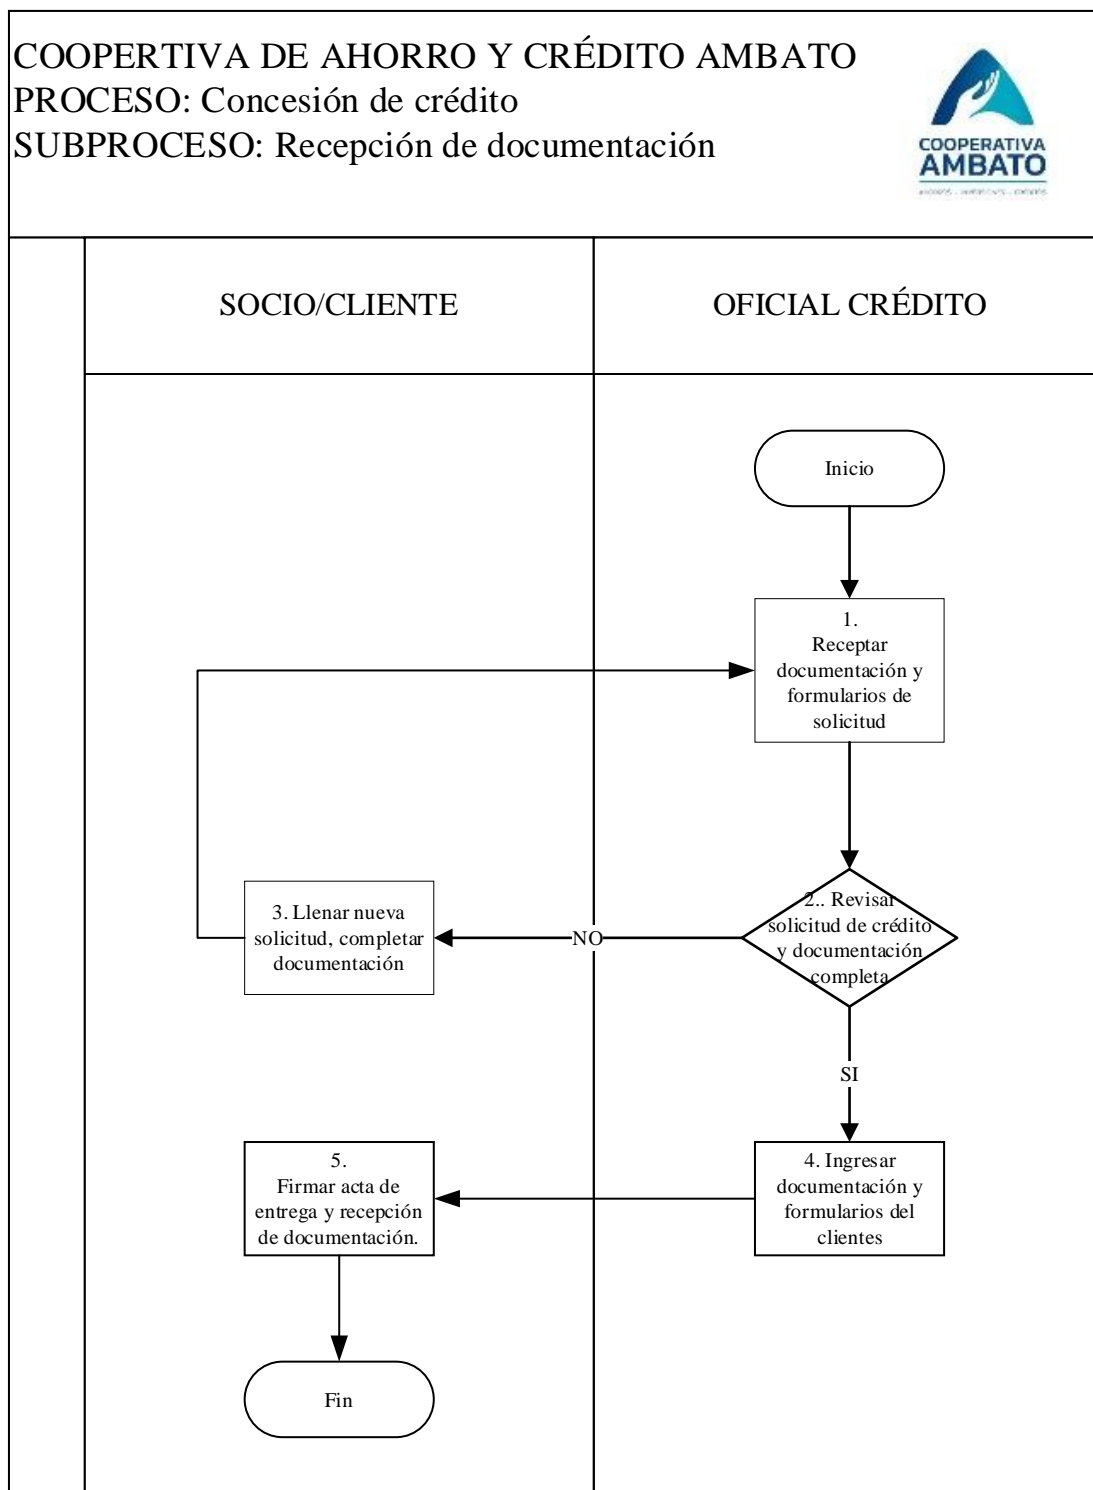 COOPERTIVA DE AHORRO Y CRÉDITO AMBATO
PROCESO: Concesión de crédito
SUBPROCESO: Recepción de documentación
COOPERATIVA
AMBATO
SOCIO/CLIENTE
OFICIAL CRÉDITO
Inicio
1.
Receptar
documentación y
formularios de
solicitud
2.. Revisar
solicitud de crédito
y documentación
completa
NO
3. Llenar nueva
solicitud, completar
documentación
SI
4. Ingresar
documentación y
formularios del
clientes
5.
Firmar acta de
entrega y recepción
de documentación.
Fin